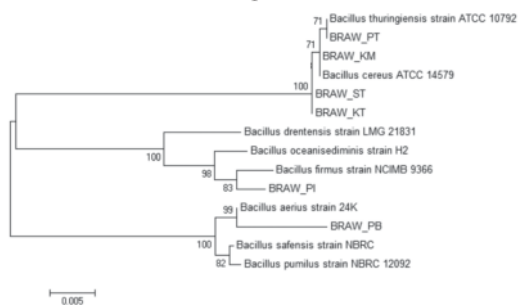 71
Bacillus thuringiensis strain ATCC 10792
BRAW_PT
71
BRAW_KM
Bacillus cereus ATCC 14579
100
BRAW_ST
BRAW_KT
Bacillus drentensis strain LMG 21831
100
Bacillus oceanisediminis strain H2
98
Bacillus firmus strain NCIMB 9366
83
BRAW_PI
Bacillus aerius strain 24K
99
BRAW_PB
100
Bacillus safensis strain NBRC
82
Bacillus pumilus strain NBRC 12092
0.005